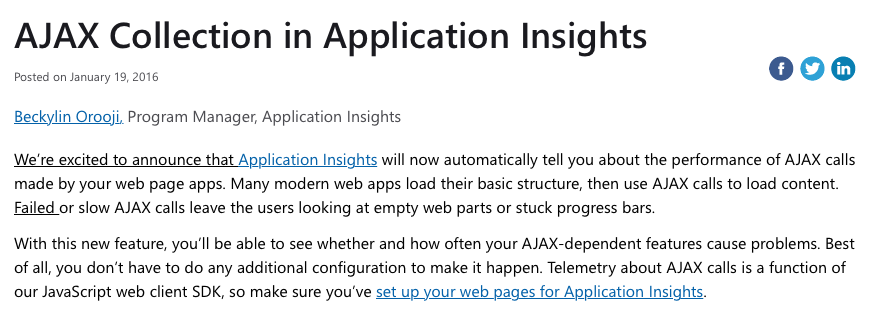 AJAX Collection in Application Insights
Posted on January 19, 2016
f in
Beckylin Orooji, Program Manager, Application Insights
We’re excited to announce that Application Insights will now automatically tell you about the performance of AJAX calls
made by your web page apps. Many modern web apps load their basic structure, then use AJAX calls to load content.
Failed or slow AJAX calls leave the users looking at empty web parts or stuck progress bars.
With this new feature, you’ll be able to see whether and how often your AJAX-dependent features cause problems. Best
of all, you don’t have to do any additional configuration to make it happen. Telemetry about AJAX calls is a function of
our JavaScript web client SDK, so make sure you’ve set up your web pages for Application Insights.